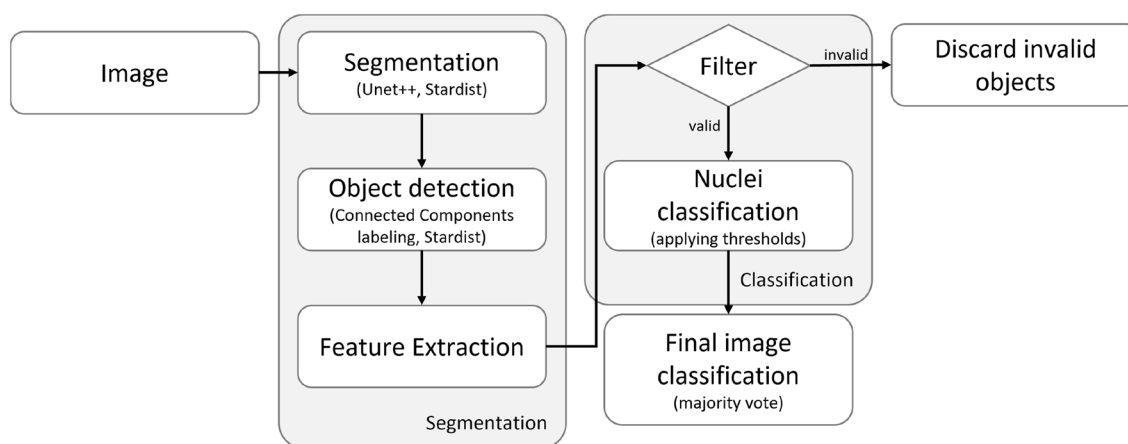 Image
Segmentation
(Unet++, Stardist)
Object detection
(Connected Components
labeling, Stardist)
Feature Extraction
Segmentation
Filter
invalid
valid
Discard invalid
objects
Nuclei
classification
(applying thresholds)
Classification
Final image
classification
(majority vote)